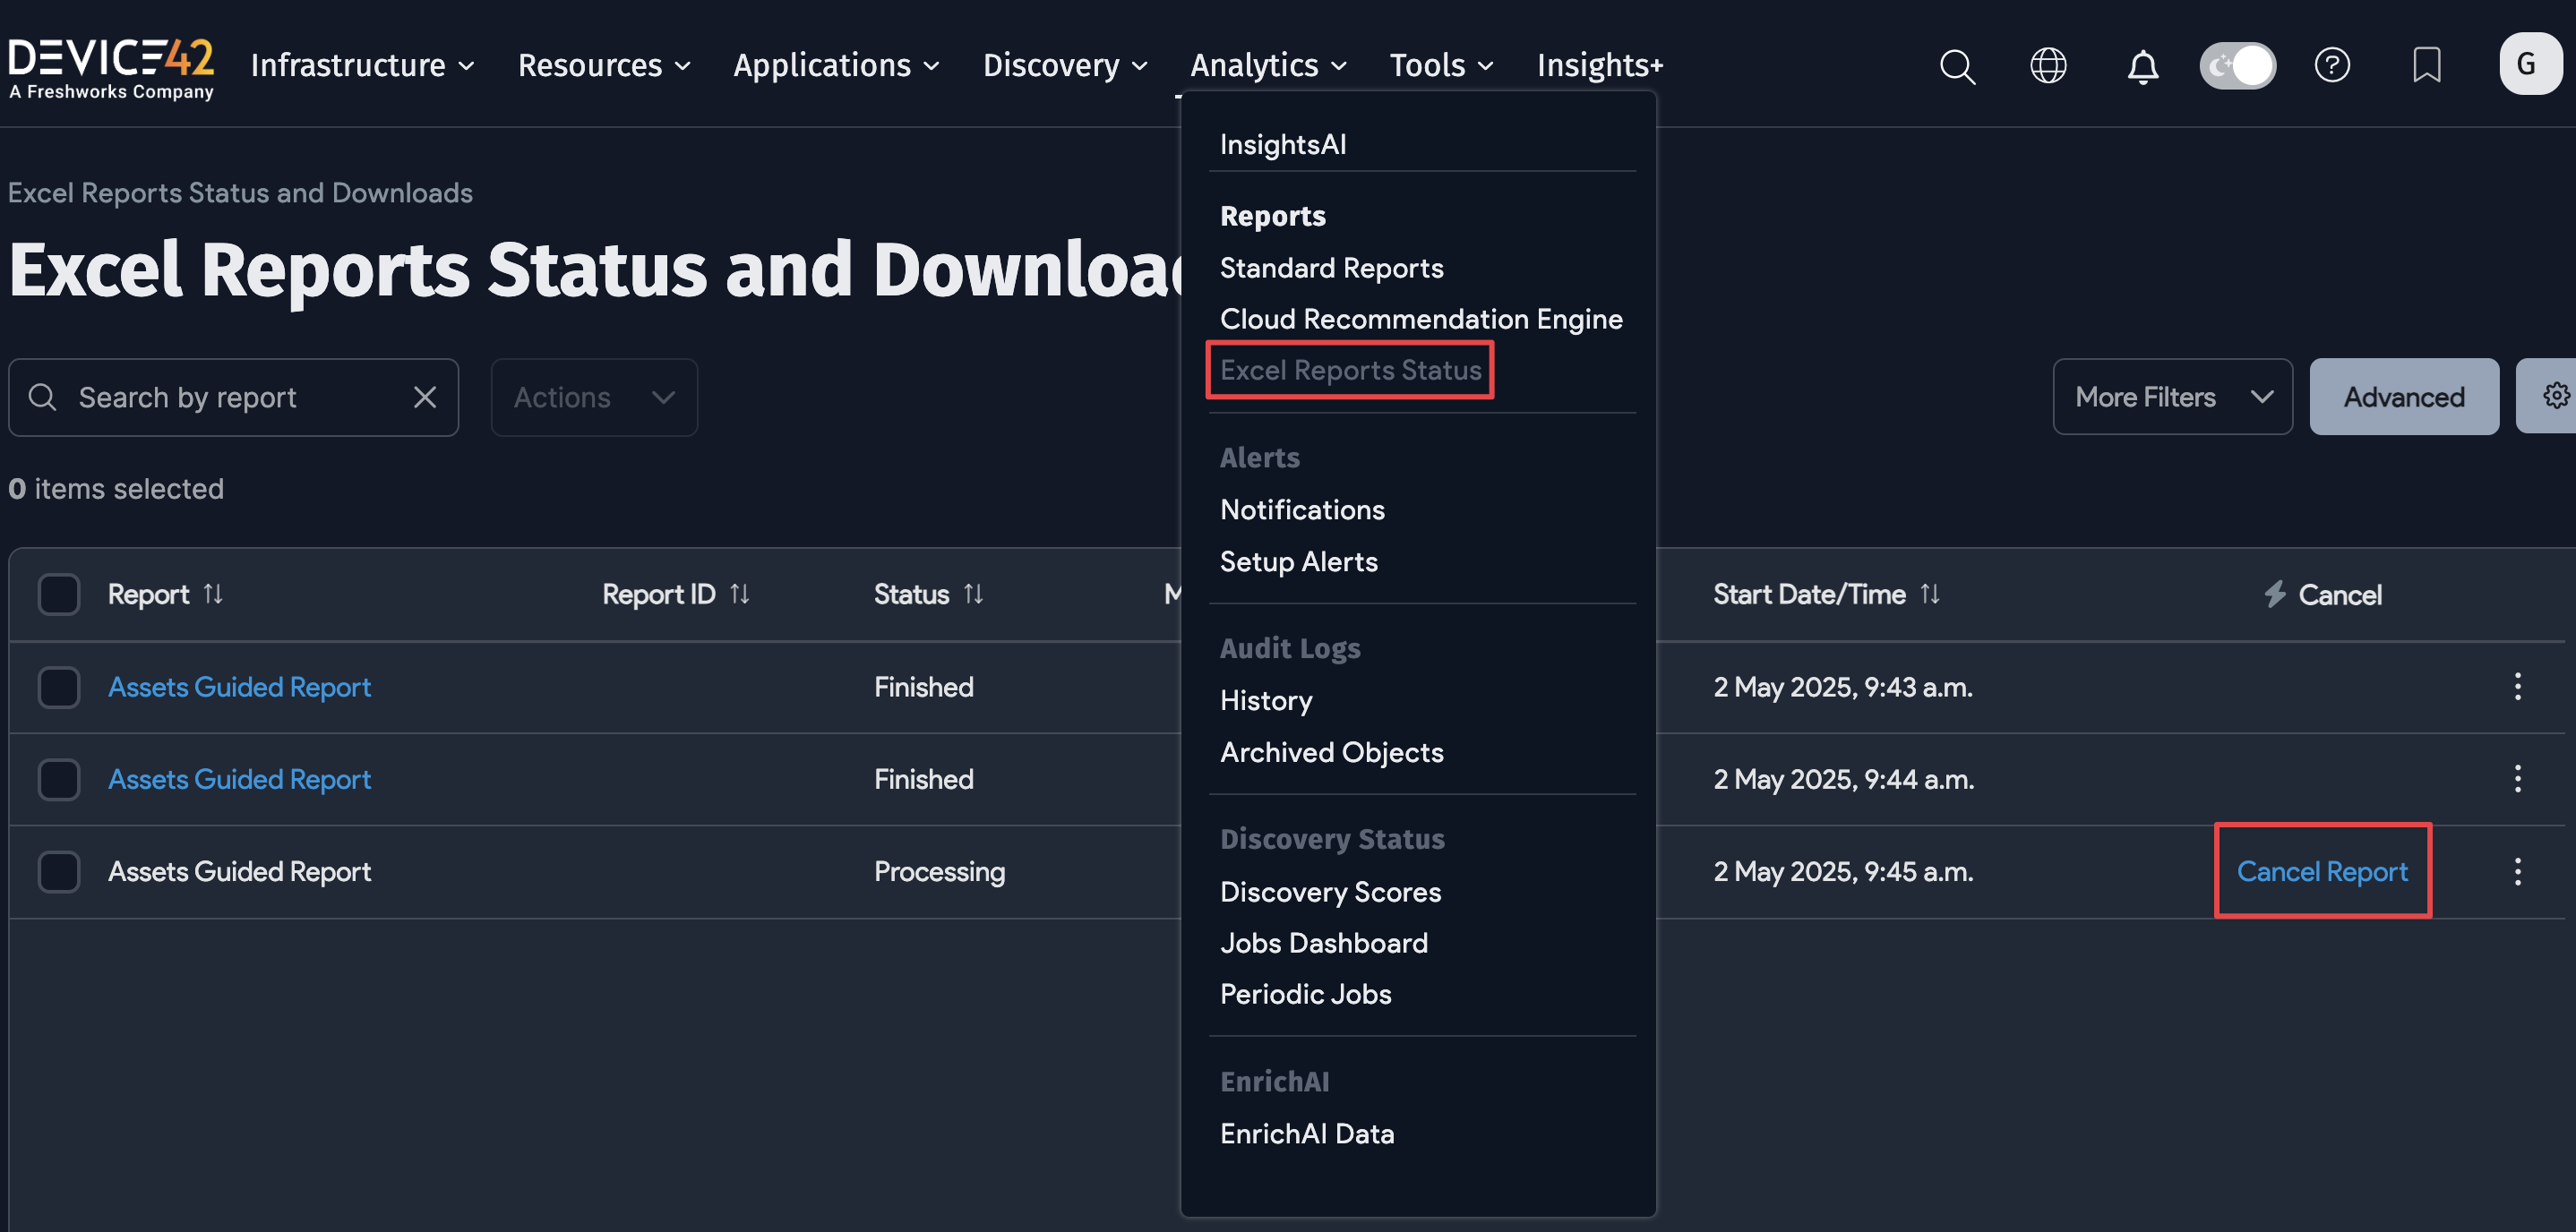 DEVICE42
A Freshworks Company
Infrastructure
Resources
Applications
Discovery
Analytics
Tools
Insights+
G
Excel Reports Status and Downloads
Excel Reports Status and Downloa
Search by report
Actions
More Filters
Advanced
0 items selected
InsightsAI
Reports
Standard Reports
Cloud Recommendation Engine
Excel Reports Status
Alerts
Notifications
Setup Alerts
Audit Logs
History
Archived Objects
Discovery Status
Discovery Scores
Jobs Dashboard
Periodic Jobs
EnrichAI
EnrichAI Data
Report Report ID Status M Start Date/Time Cancel
Assets Guided Report Finished 2 May 2025, 9:43 a.m.
Assets Guided Report Finished 2 May 2025, 9:44 a.m.
Assets Guided Report Processing 2 May 2025, 9:45 a.m. Cancel Report